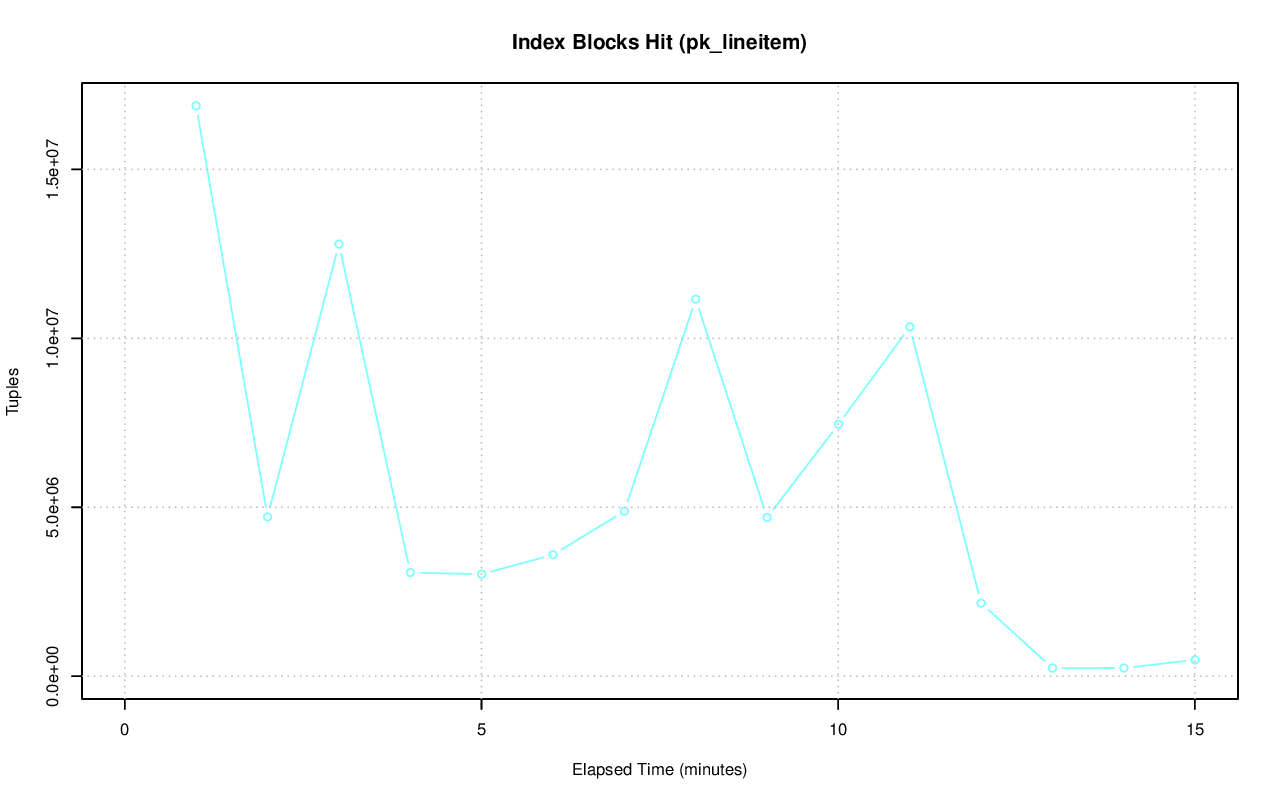 Index Blocks Hit (pk_lineitem)
Tuples
1.5e+07
1.0e+07
5.0e+06
0.0e+00
0 5 10 15
Elapsed Time (minutes)